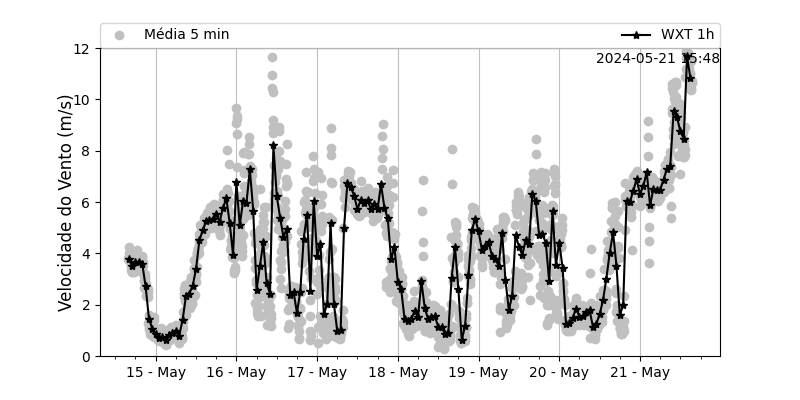 Média 5 min
WXT 1h
2024-05-21 15:48
Velocidade do Vento (m/s)
12
10
8
6
4
2
0
15 - May
16 - May
17 - May
18 - May
19 - May
20 - May
21 - May